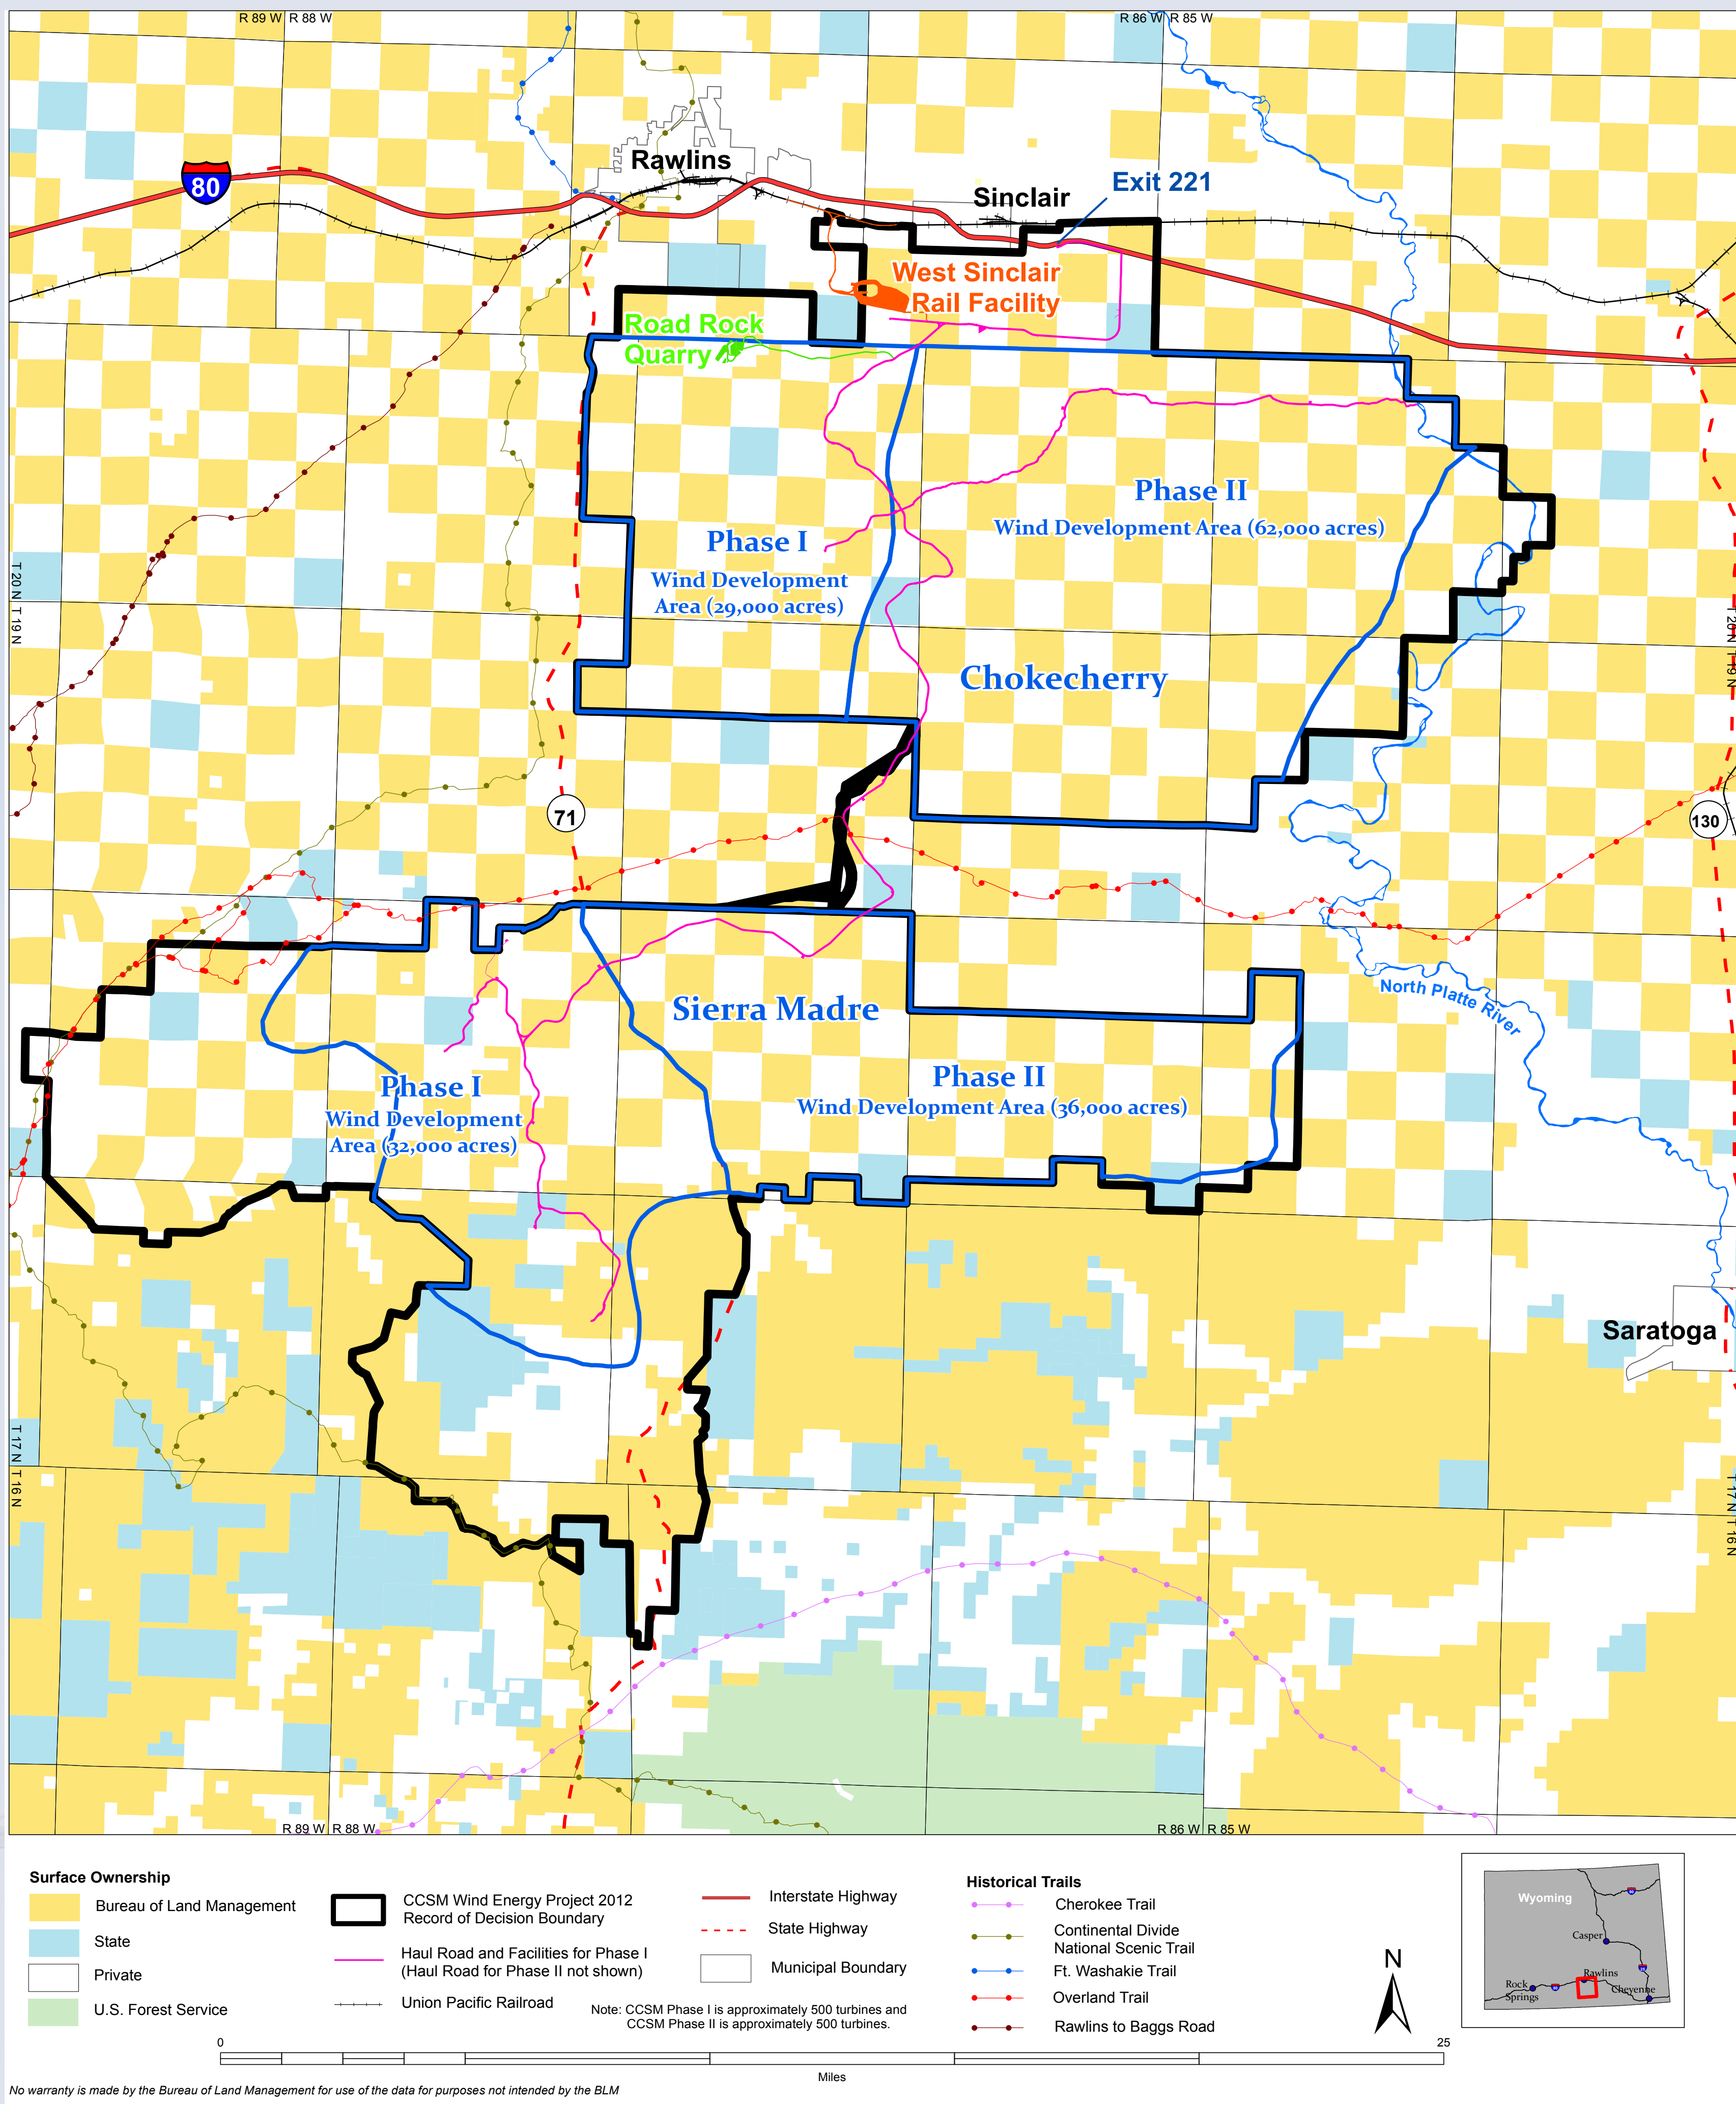 R 89 W R 88 W
R 86 W R 85 W
80
Rawlins
Sinclair
Exit 221
West Sinclair
Rail Facility
Road Rock
Quarry
Phase I
Wind Development
Area (29,000 acres)
Phase II
Wind Development Area (62,000 acres)
T 20 N T 19 N
T 19 N
Chokecherry
71
130
North Platte River
Sierra Madre
Phase I
Wind Development
Area (32,000 acres)
Phase II
Wind Development Area (36,000 acres)
Saratoga
T 17 N T 16 N
T 17 N T 16 N
R 89 W R 88 W
R 86 W R 85 W
Surface Ownership
Bureau of Land Management
State
Private
U.S. Forest Service
CCSM Wind Energy Project 2012
Record of Decision Boundary
Haul Road and Facilities for Phase I
(Haul Road for Phase II not shown)
Union Pacific Railroad
Interstate Highway
State Highway
Municipal Boundary
Note: CCSM Phase I is approximately 500 turbines and
CCSM Phase II is approximately 500 turbines.
Historical Trails
Cherokee Trail
Continental Divide
National Scenic Trail
Ft. Washakie Trail
Overland Trail
Rawlins to Baggs Road
N
Wyoming
Casper
Rawlins
Rock
Springs
Cheyenne
0
25
Miles
No warranty is made by the Bureau of Land Management for use of the data for purposes not intended by the BLM